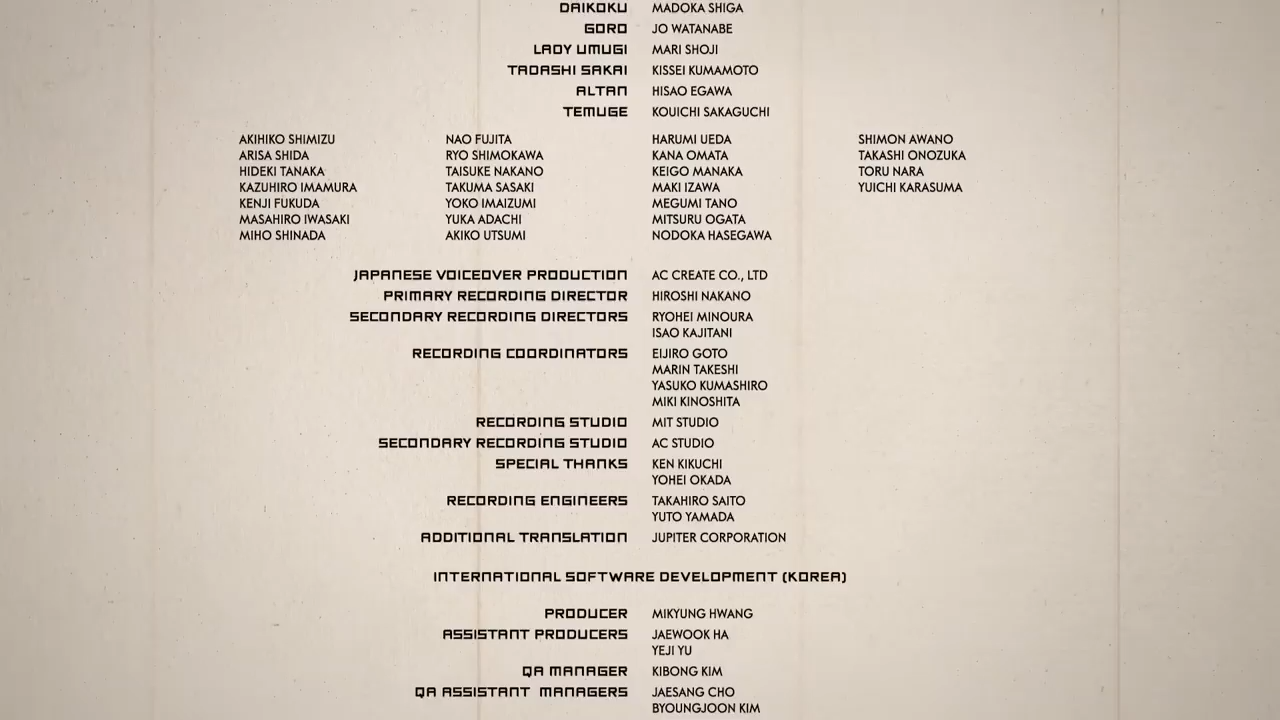 DAIKOKU MADOKA SHIGA
GORO JO WATANABE
LADY UMUGI MARI SHOJI
TADASHI SAKAI KISSEI KUMAMOTO
ALTAN HISAO EGAWA
TEMUGE KOUICHI SAKAGUCHI
AKIHIKO SHIMIZU NAO FUJITA HARUMI UEDA SHIMON AWANO
ARISA SHIDA RYO SHIMOKAWA KANA OMATA TAKASHI ONOZUKA
HIDEKI TANAKA TAISUKE NAKANO KEIGO MANAKA TORU NARA
KAZUHIRO IMAMURA TAKUMA SASAKI MAKI IZAWA YUICHI KARASUMA
KENJI FUKUDA YOKO IMAIZUMI MEGUMI TANO
MASAHIRO IWASAKI YUKA ADACHI MITSURU OGATA
MIHO SHINADA AKIKO UTSUMI NODOKA HASEGAWA
JAPANESE VOICEOVER PRODUCTION AC CREATE CO., LTD
PRIMARY RECORDING DIRECTOR HIROSHI NAKANO
SECONDARY RECORDING DIRECTORS RYOHEI MINOURA
ISAO KAJITANI
RECORDING COORDINATORS EIJIRO GOTO
MARIN TAKESHI
YASUKO KUMASHIRO
MIKI KINOSHITA
RECORDING STUDIO MIT STUDIO
SECONDARY RECORDING STUDIO AC STUDIO
SPECIAL THANKS KEN KIKUCHI
YOHEI OKADA
RECORDING ENGINEERS TAKAHIRO SAITO
YUTO YAMADA
ADDITIONAL TRANSLATION JUPITER CORPORATION
INTERNATIONAL SOFTWARE DEVELOPMENT (KOREA)
PRODUCER MIKYUNG HWANG
ASSISTANT PRODUCERS JAEWOOK HA
YEJI YU
QA MANAGER KIBONG KIM
QA ASSISTANT MANAGERS JAESANG CHO
BYOUNGJOON KIM